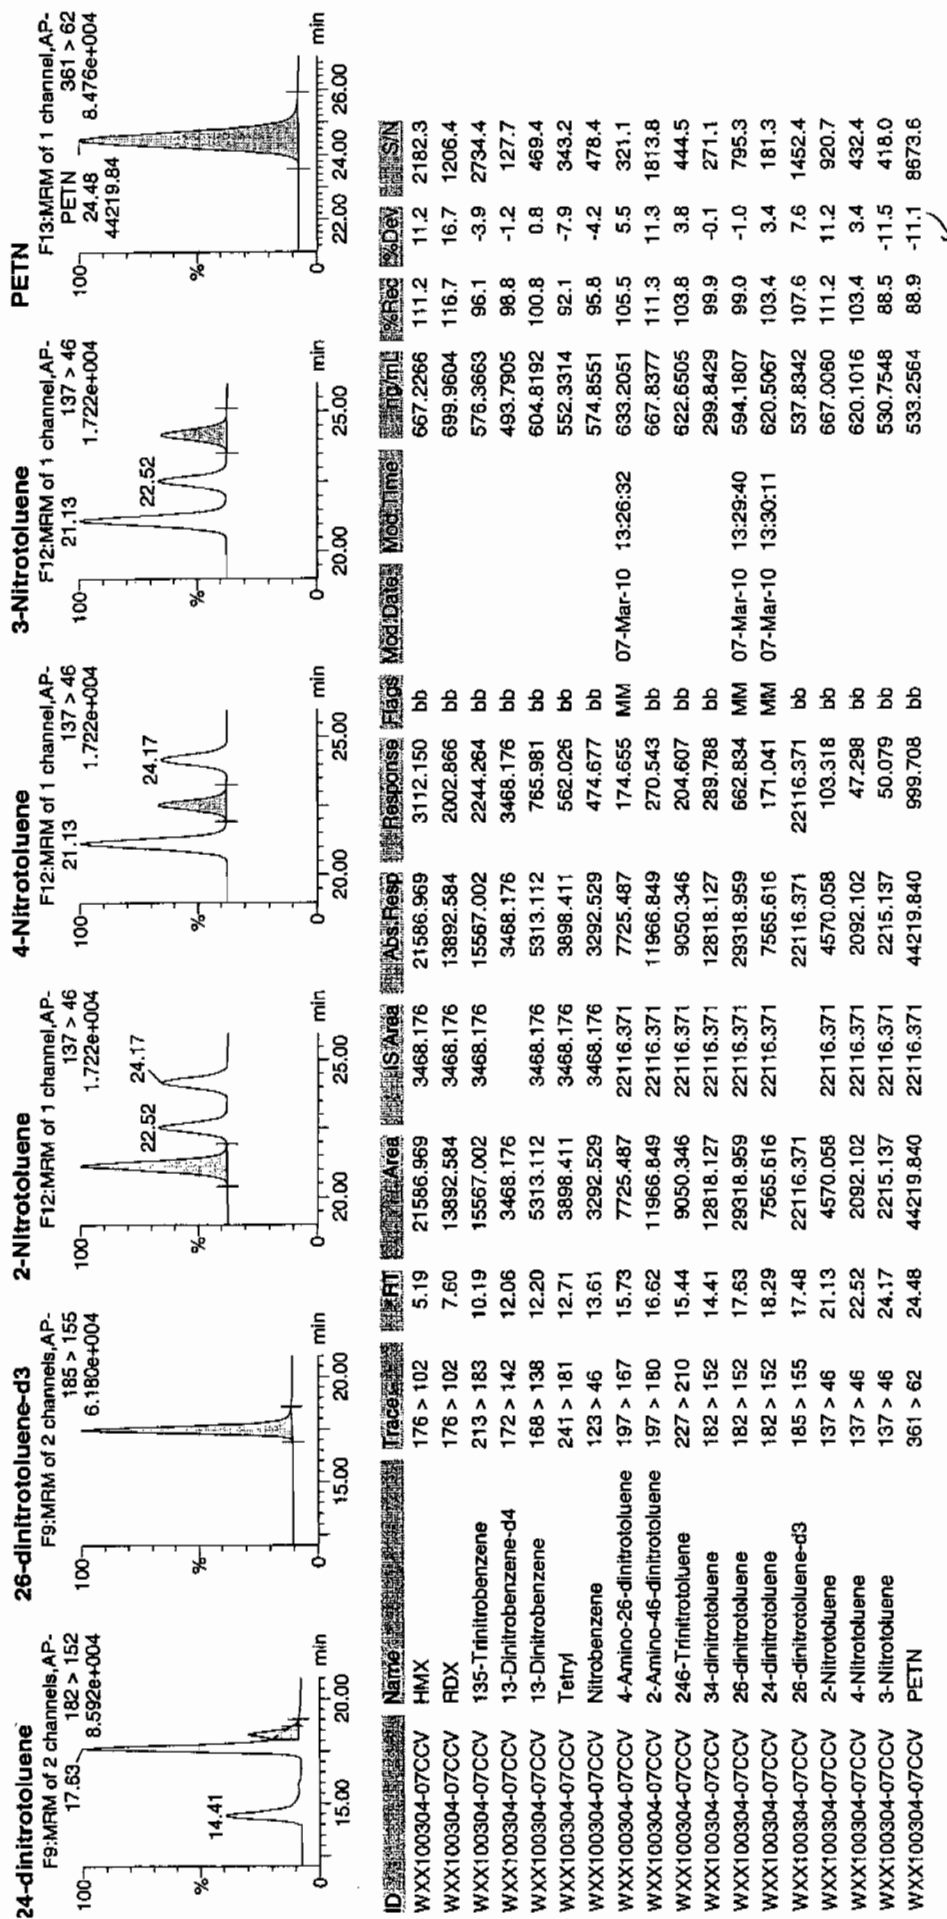 24-dinitrotoluene
F9:MRM of 2 channels,AP-
182 > 152
8.592e+004
17.63
14.41
100
%
0
15.00 20.00 min
26-dinitrotoluene-d3
F9:MRM of 2 channels,AP-
185 > 155
6.180e+004
100
%
0
15.00 20.00 min
2-Nitrotoluene
F12:MRM of 1 channel,AP-
137 > 46
1.722e+004
22.52 24.17
100
%
0
20.00 25.00 min
4-Nitrotoluene
F12:MRM of 1 channel,AP-
21.13 137 > 46
1.722e+004
24.17
100
%
0
20.00 25.00 min
3-Nitrotoluene
F12:MRM of 1 channel,AP-
21.13 137 > 46
1.722e+004
22.52
100
%
0
20.00 25.00 min
PETN
F13:MRM of 1 channel,AP-
PETN 361 > 62
24.48 8.476e+004
44219.84
100
%
0
22.00 24.00 26.00 min
ID Name Trace RT Area IS Area Abs.Resp Response Flags Mod.Date Mod.Time ng/mL %Rec %Dev S/N
WXX100304-07CCV HMX 176 > 102 5.19 21586.969 3468.176 21586.969 3112.150 bb 667.2266 111.2 11.2 2182.3
WXX100304-07CCV RDX 176 > 102 7.60 13892.584 3468.176 13892.584 2002.866 bb 699.9604 116.7 16.7 1206.4
WXX100304-07CCV 135-Trinitrobenzene 213 > 183 10.19 15567.002 3468.176 15567.002 2244.264 bb 576.3663 96.1 -3.9 2734.4
WXX100304-07CCV 13-Dinitrobenzene-d4 172 > 142 12.06 3468.176 3468.176 3468.176 bb 493.7905 98.8 -1.2 127.7
WXX100304-07CCV 13-Dinitrobenzene 168 > 138 12.20 5313.112 3468.176 5313.112 765.981 bb 604.8192 100.8 0.8 469.4
WXX100304-07CCV Tetryl 241 > 181 12.71 3898.411 3468.176 3898.411 562.026 bb 552.3314 92.1 -7.9 343.2
WXX100304-07CCV Nitrobenzene 123 > 46 13.61 3292.529 3468.176 3292.529 474.677 bb 574.8551 95.8 -4.2 478.4
WXX100304-07CCV 4-Amino-26-dinitrotoluene 197 > 167 15.73 7725.487 22116.371 7725.487 174.655 MM 07-Mar-10 13:26:32 633.2051 105.5 5.5 321.1
WXX100304-07CCV 2-Amino-46-dinitrotoluene 197 > 180 16.62 11966.849 22116.371 11966.849 270.543 bb 667.8377 111.3 11.3 1813.8
WXX100304-07CCV 246-Trinitrotoluene 227 > 210 15.44 9050.346 22116.371 9050.346 204.607 bb 622.6505 103.8 3.8 444.5
WXX100304-07CCV 34-dinitrotoluene 182 > 152 14.41 12818.127 22116.371 12818.127 289.788 bb 299.8429 99.9 -0.1 271.1
WXX100304-07CCV 26-dinitrotoluene 182 > 152 17.63 29318.959 22116.371 29318.959 662.834 MM 07-Mar-10 13:29:40 594.1807 99.0 -1.0 795.3
WXX100304-07CCV 24-dinitrotoluene 182 > 152 18.29 7565.616 22116.371 7565.616 171.041 MM 07-Mar-10 13:30:11 620.5067 103.4 3.4 181.3
WXX100304-07CCV 26-dinitrotoluene-d3 185 > 155 17.48 22116.371 22116.371 22116.371 bb 537.8342 107.6 7.6 1452.4
WXX100304-07CCV 2-Nitrotoluene 137 > 46 21.13 4570.058 22116.371 4570.058 103.318 bb 667.0060 111.2 11.2 920.7
WXX100304-07CCV 4-Nitrotoluene 137 > 46 22.52 2092.102 22116.371 2092.102 47.298 bb 620.1016 103.4 3.4 432.4
WXX100304-07CCV 3-Nitrotoluene 137 > 46 24.17 2215.137 22116.371 2215.137 50.079 bb 530.7548 88.5 -11.5 418.0
WXX100304-07CCV PETN 361 > 62 24.48 44219.840 22116.371 44219.840 999.708 bb 533.2564 88.9 -11.1 8673.6